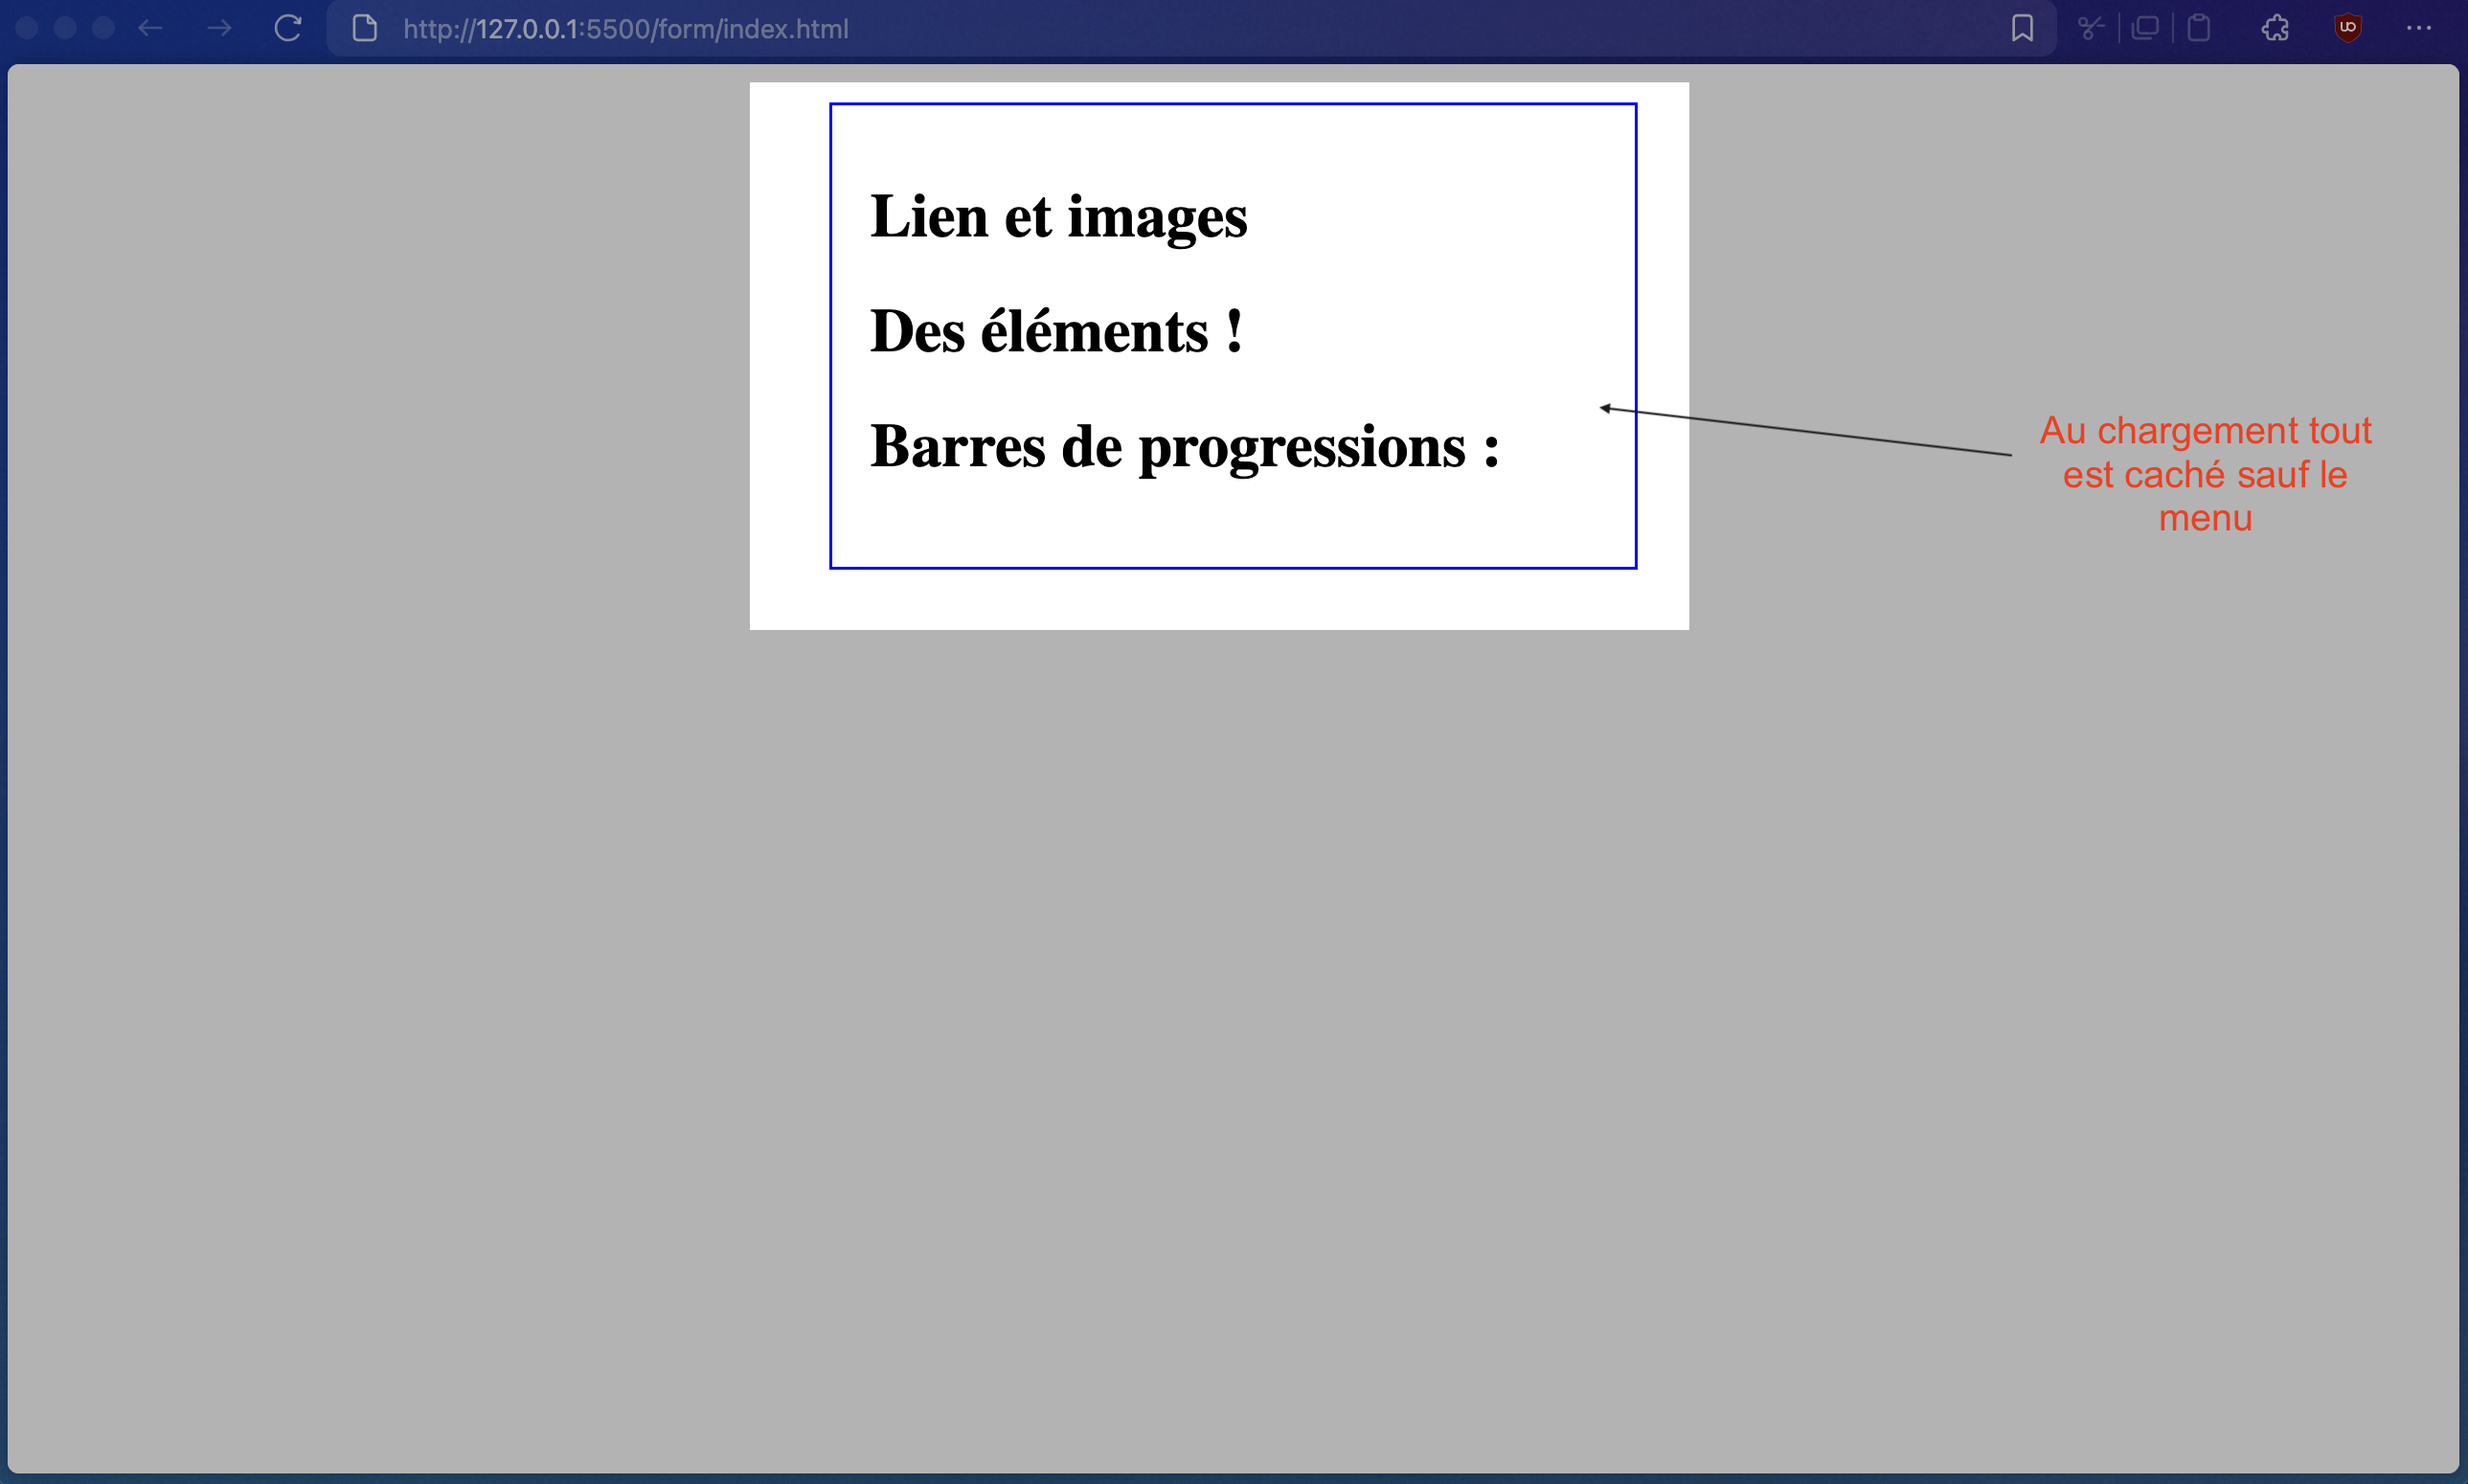 http://127.0.0.1:5500/form/index.html
Lien et images
Des éléments !
Barres de progressions :
Au chargement tout
est caché sauf le
menu